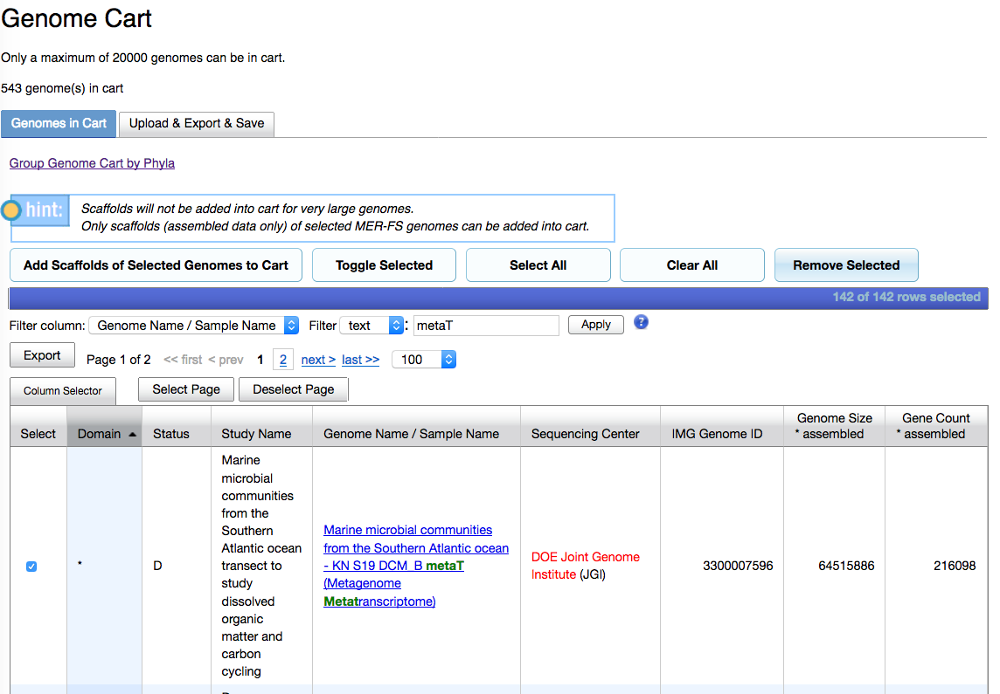 Genome Cart
Only a maximum of 20000 genomes can be in cart.
543 genome(s) in cart
Genomes in Cart
Upload & Export & Save
Group Genome Cart by Phyla
hint:
Scaffolds will not be added into cart for very large genomes.
Only scaffolds (assembled data only) of selected MER-FS genomes can be added into cart.
Add Scaffolds of Selected Genomes to Cart
Toggle Selected
Select All
Clear All
Remove Selected
142 of 142 rows selected
Filter column: Genome Name / Sample Name Filter text : metaT Apply ?
Export Page 1 of 2 << first < prev 1 2 next > last >> 100
Column Selector Select Page Deselect Page
Select
Domain
Status
Study Name
Genome Name / Sample Name
Sequencing Center
IMG Genome ID
Genome Size
* assembled
Gene Count
* assembled
*
D
Marine
microbial
communities
from the
Southern
Atlantic ocean
transect to
study
dissolved
organic
matter and
carbon
cycling
Marine microbial communities
from the Southern Atlantic ocean
- KN S19 DCM_B metaT
(Metagenome
Metatranscriptome)
DOE Joint Genome
Institute (JGI)
3300007596
64515886
216098